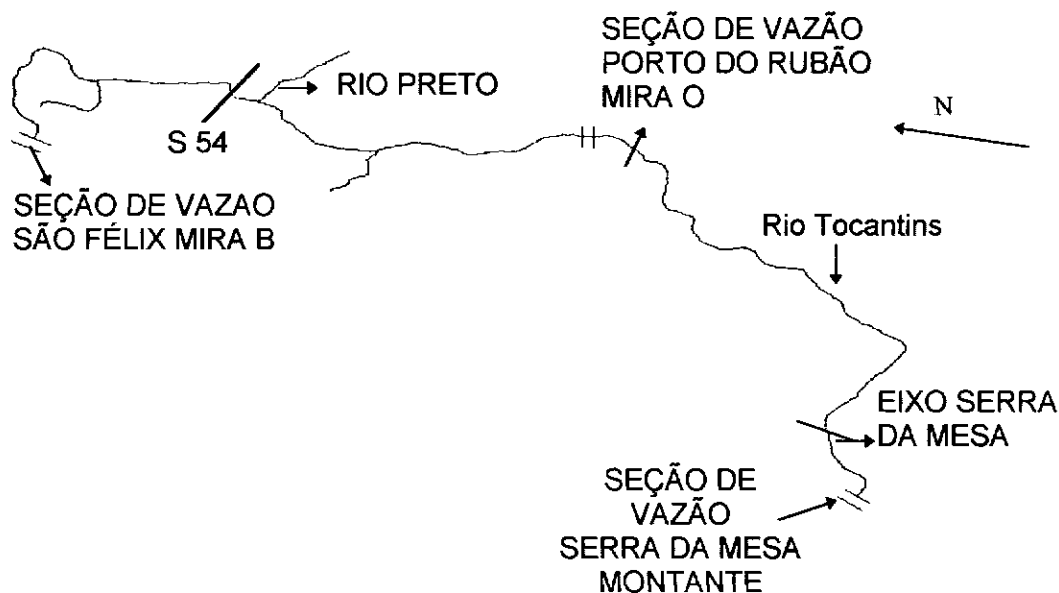 SEÇÃO DE VAZÃO
PORTO DO RUBÃO
MIRA O
RIO PRETO
N
S 54
SEÇÃO DE VAZAO
SÃO FÉLIX MIRA B
Rio Tocantins
EIXO SERRA
DA MESA
SEÇÃO DE
VAZÃO
SERRA DA MESA
MONTANTE